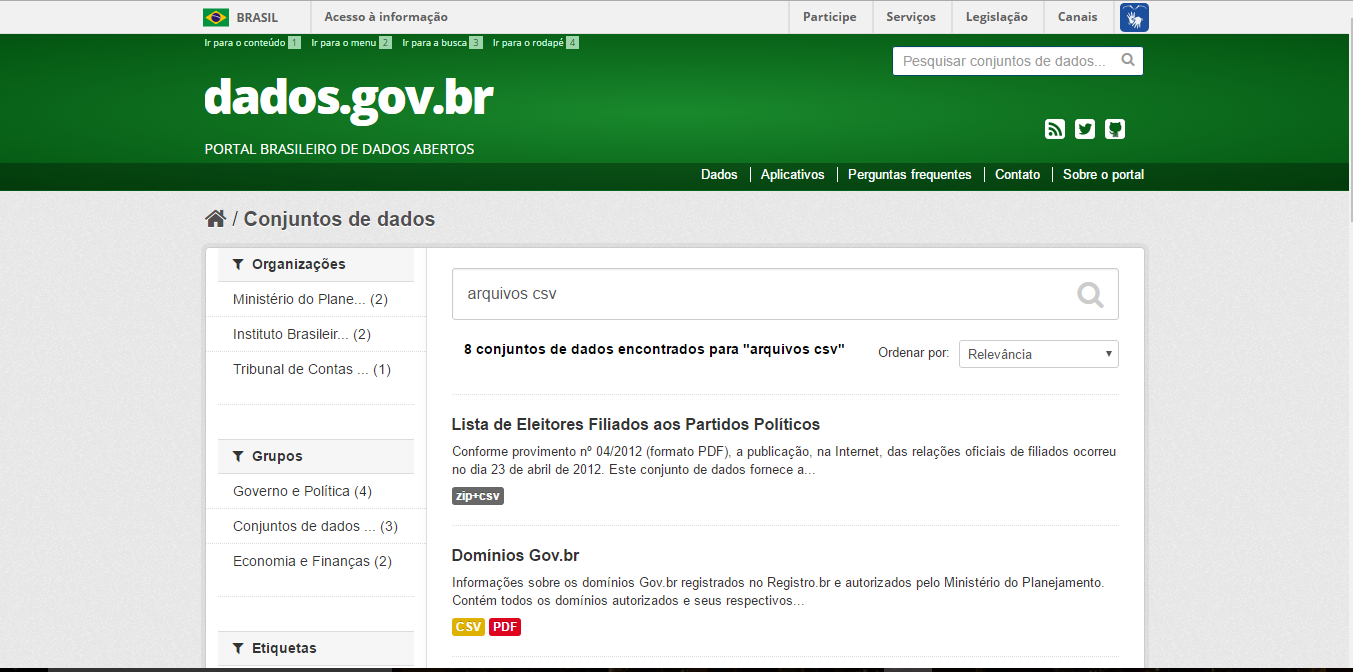 BRASIL
Acesso à informação
Participe
Serviços
Legislação
Canais
Ir para o conteúdo 1
Ir para o menu 2
Ir para a busca 3
Ir para o rodapé 4
Pesquisar conjuntos de dados...
dados.gov.br
PORTAL BRASILEIRO DE DADOS ABERTOS
Dados
Aplicativos
Perguntas frequentes
Contato
Sobre o portal
/ Conjuntos de dados
Organizações
Ministério do Plane... (2)
Instituto Brasileir... (2)
Tribunal de Contas ... (1)
Grupos
Governo e Política (4)
Conjuntos de dados ... (3)
Economia e Finanças (2)
Etiquetas
arquivos csv
8 conjuntos de dados encontrados para "arquivos csv"
Ordenar por:
Relevância
Lista de Eleitores Filiados aos Partidos Políticos
Conforme provimento nº 04/2012 (formato PDF), a publicação, na Internet, das relações oficiais de filiados ocorreu
no dia 23 de abril de 2012. Este conjunto de dados fornece a...
zip+csv
Domínios Gov.br
Informações sobre os domínios Gov.br registrados no Registro.br e autorizados pelo Ministério do Planejamento.
Contém todos os domínios autorizados e seus respectivos...
CSV
PDF